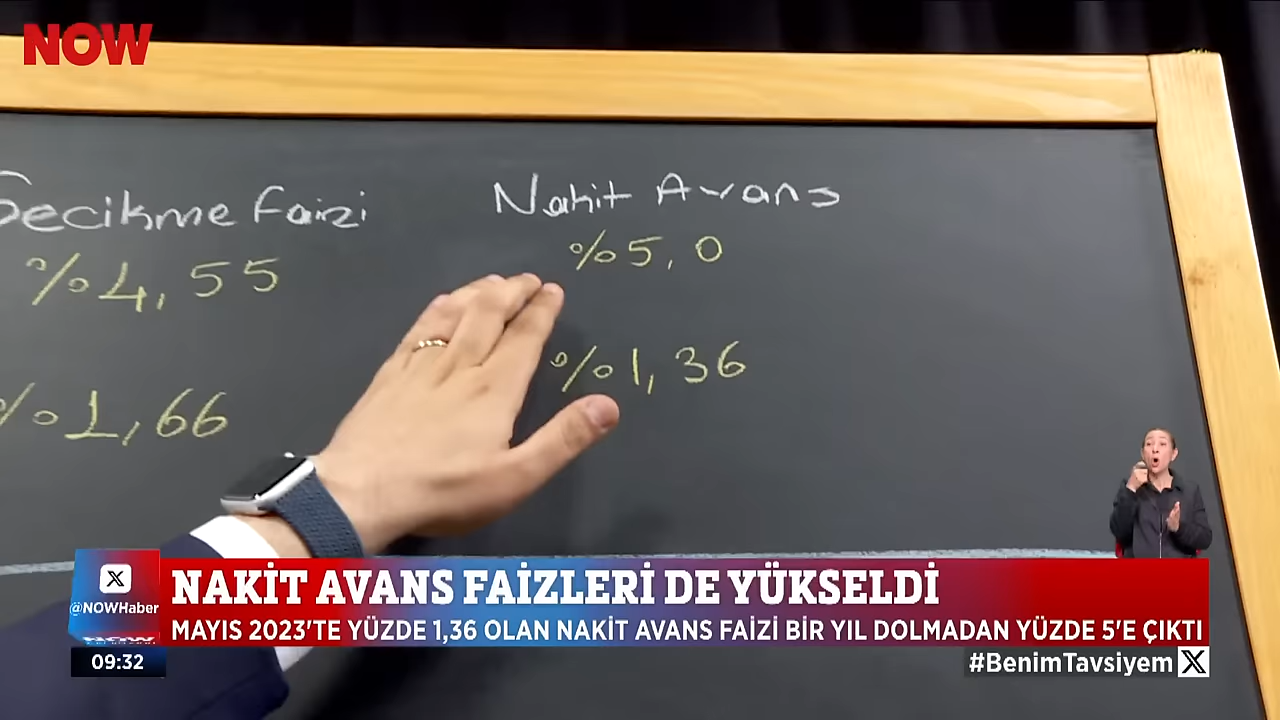 NOW
Gecikme Faizi
Nakit Avans
%4,55
%5,0
%1,66
%1,36
@NOWHaber
NOW
NAKİT AVANS FAİZLERİ DE YÜKSELDİ
MAYIS 2023'TE YÜZDE 1,36 OLAN NAKİT AVANS FAİZİ BİR YIL DOLMADAN YÜZDE 5'E ÇIKTI
09:32
#BenimTavsiyem X